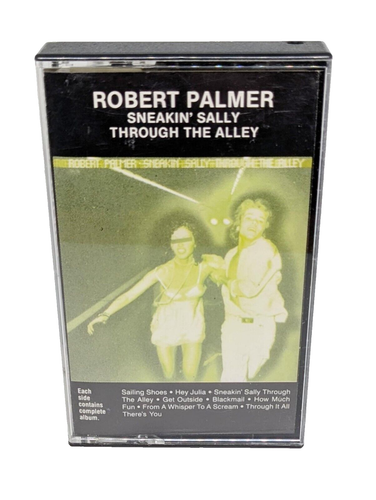 ROBERT PALMER
SNEAKIN' SALLY
THROUGH THE ALLEY
ROBERT PALMER SNEAKIN' SALLY THROUGH THE ALLEY
Each
side
contains
complete
album.
Sailing Shoes • Hey Julia • Sneakin' Sally Through
The Alley • Get Outside • Blackmail • How Much
Fun • From A Whisper To A Scream • Through It All
There's You